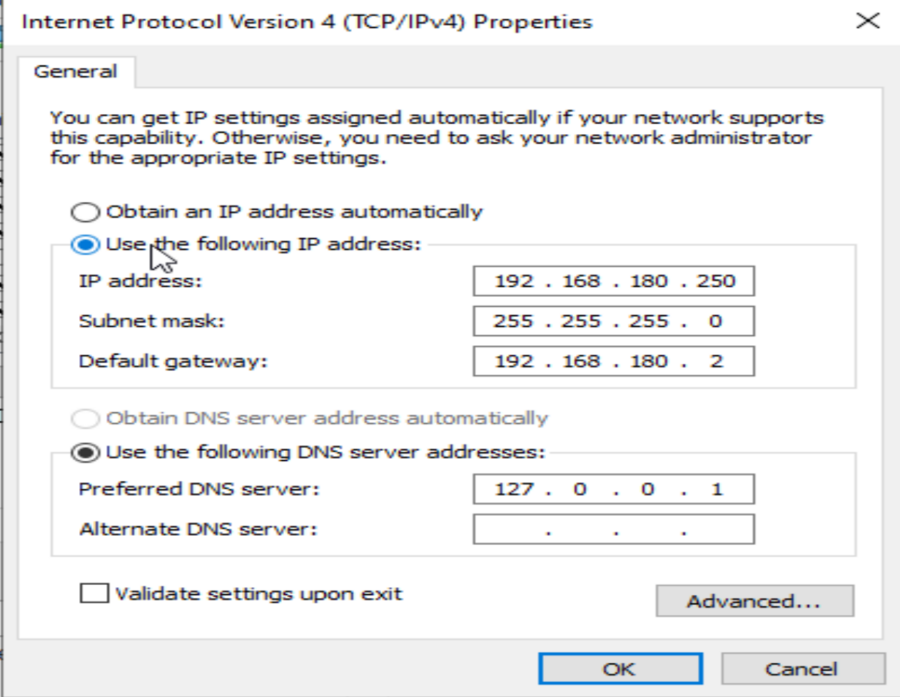 Internet Protocol Version 4 (TCP/IPv4) Properties
General
You can get IP settings assigned automatically if your network supports
this capability. Otherwise, you need to ask your network administrator
for the appropriate IP settings.
Obtain an IP address automatically
Use the following IP address:
IP address: 192 . 168 . 180 . 250
Subnet mask: 255 . 255 . 255 . 0
Default gateway: 192 . 168 . 180 . 2
Obtain DNS server address automatically
Use the following DNS server addresses:
Preferred DNS server: 127 . 0 . 0 . 1
Alternate DNS server: . . .
Validate settings upon exit
Advanced...
OK Cancel